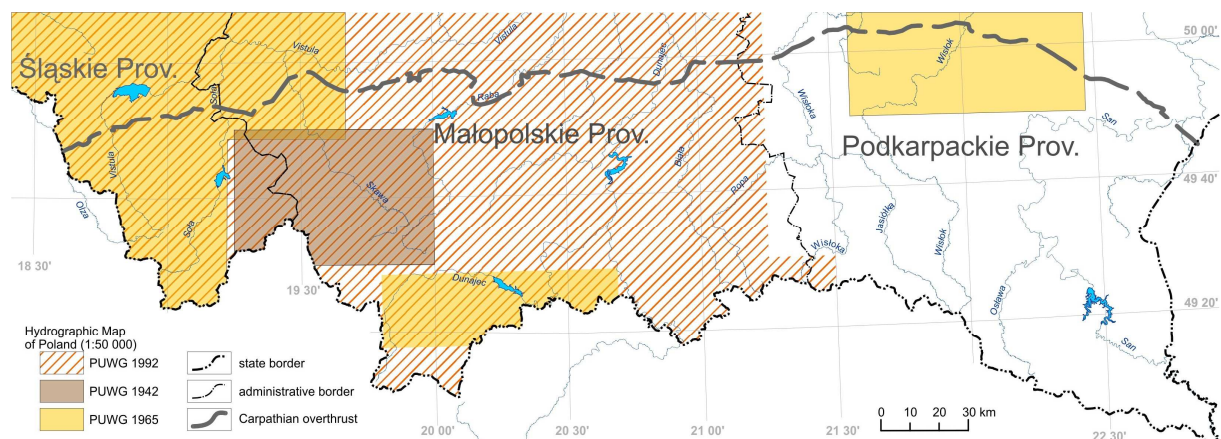 Śląskie Prov.
Małopolskie Prov.
Podkarpackie Prov.
Vistula
Vistula
Dunajec
Wisłok
50 00'
Soła
Raba
Wisłoka
San
Vistula
Skawa
Biała
Ropa
49 40'
Olza
Soła
Jasiółka
Wisłok
Wisłoka
18 30'
19 30'
Dunajec
Osława
49 20'
San
Hydrographic Map
of Poland (1:50 000)
PUWG 1992
PUWG 1942
PUWG 1965
state border
administrative border
Carpathian overthrust
20 00'
20 30'
21 00'
21 30'
22 30'
0 10 20 30 km